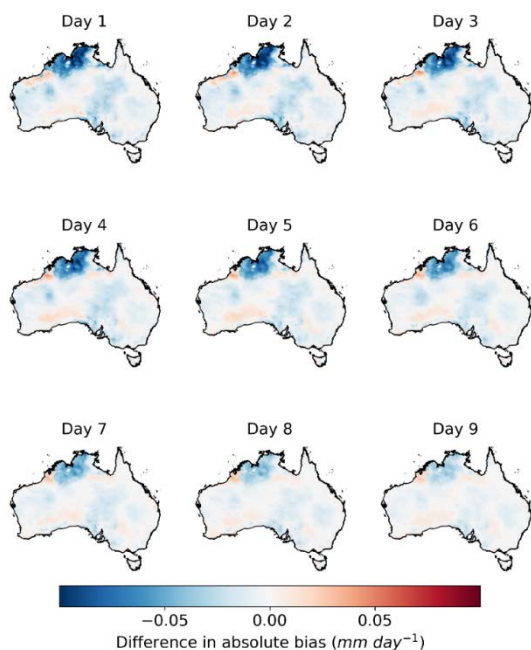 Day 1 Day 2 Day 3
Day 4 Day 5 Day 6
Day 7 Day 8 Day 9
−0.05 0.00 0.05
Difference in absolute bias (mm day⁻¹)